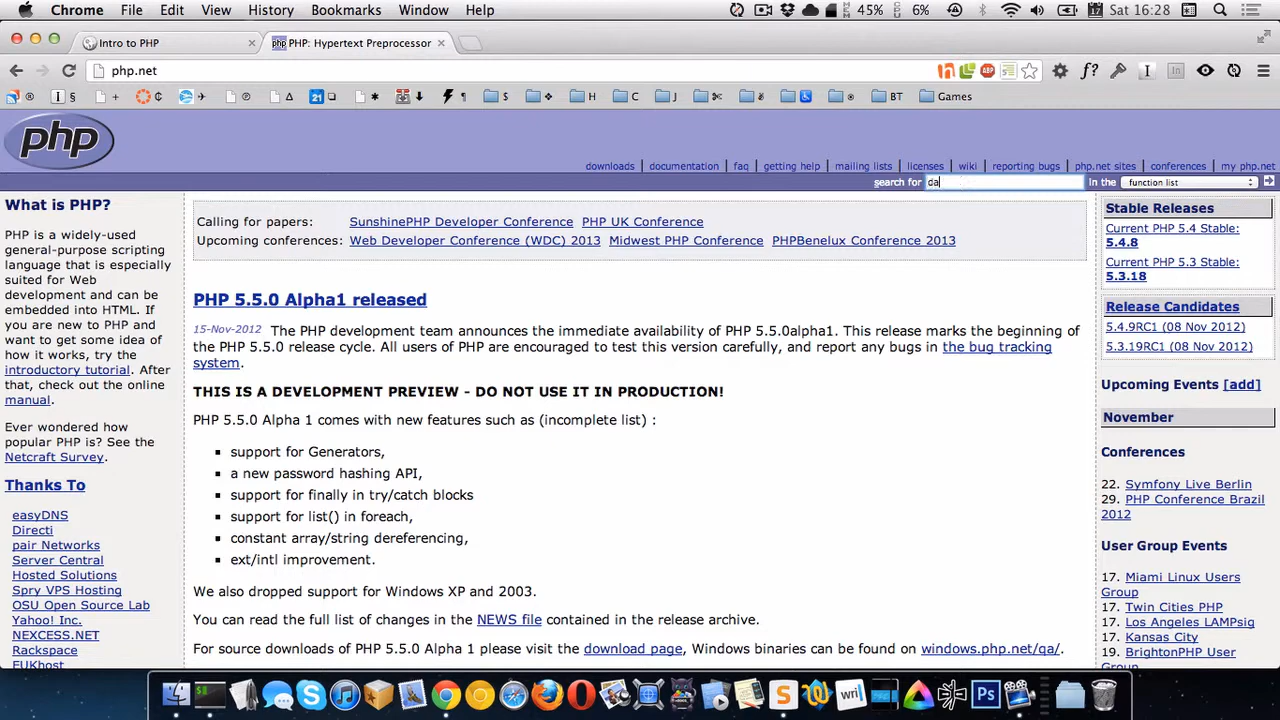 Chrome File Edit View History Bookmarks Window Help 45% 6% 17 Sat 16:28
Intro to PHP
PHP: Hypertext Preprocessor
php.net
§ 21 $ H C J BT Games
php
downloads | documentation | faq | getting help | mailing lists | licenses | wiki | reporting bugs | php.net sites | conferences | my php.net
search for da in the function list
What is PHP?
PHP is a widely-used
general-purpose scripting
language that is especially
suited for Web
development and can be
embedded into HTML. If
you are new to PHP and
want to get some idea of
how it works, try the
introductory tutorial. After
that, check out the online
manual.
Ever wondered how
popular PHP is? See the
Netcraft Survey.
Thanks To
easyDNS
Directi
pair Networks
Server Central
Hosted Solutions
Spry VPS Hosting
OSU Open Source Lab
Yahoo! Inc.
NEXCESS.NET
Rackspace
EUKhost
Calling for papers: SunshinePHP Developer Conference PHP UK Conference
Upcoming conferences: Web Developer Conference (WDC) 2013 Midwest PHP Conference PHPBenelux Conference 2013
PHP 5.5.0 Alpha1 released
15-Nov-2012 The PHP development team announces the immediate availability of PHP 5.5.0alpha1. This release marks the beginning of
the PHP 5.5.0 release cycle. All users of PHP are encouraged to test this version carefully, and report any bugs in the bug tracking
system.
THIS IS A DEVELOPMENT PREVIEW - DO NOT USE IT IN PRODUCTION!
PHP 5.5.0 Alpha 1 comes with new features such as (incomplete list) :
support for Generators,
a new password hashing API,
support for finally in try/catch blocks
support for list() in foreach,
constant array/string dereferencing,
ext/intl improvement.
We also dropped support for Windows XP and 2003.
You can read the full list of changes in the NEWS file contained in the release archive.
For source downloads of PHP 5.5.0 Alpha 1 please visit the download page, Windows binaries can be found on windows.php.net/qa/.
Stable Releases
Current PHP 5.4 Stable:
5.4.8
Current PHP 5.3 Stable:
5.3.18
Release Candidates
5.4.9RC1 (08 Nov 2012)
5.3.19RC1 (08 Nov 2012)
Upcoming Events [add]
November
Conferences
22. Symfony Live Berlin
29. PHP Conference Brazil
2012
User Group Events
17. Miami Linux Users
Group
17. Twin Cities PHP
17. Los Angeles LAMPsig
17. Kansas City
19. BrightonPHP User
Group
wri Ps